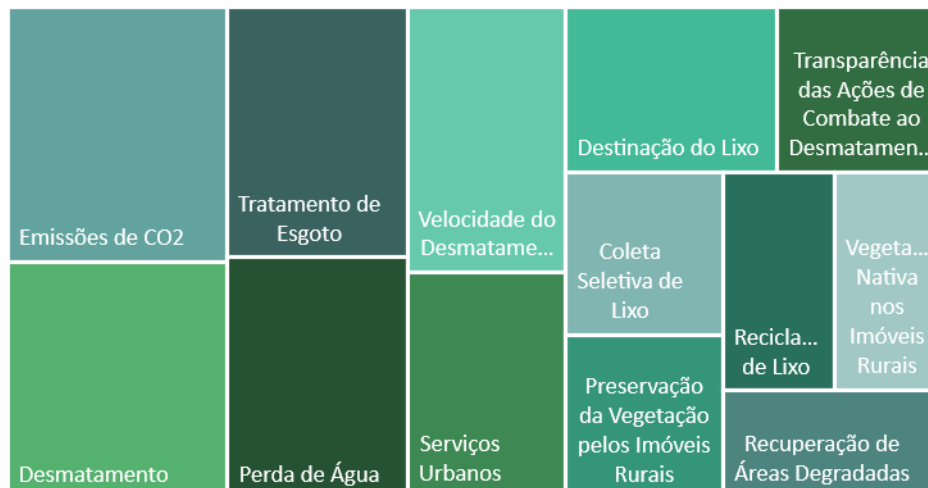 Emissões de CO2
Desmatamento
Tratamento de
Esgoto
Perda de Água
Velocidade do
Desmatame...
Serviços
Urbanos
Destinação do Lixo
Transparência
das Ações de
Combate ao
Desmatamen...
Coleta
Seletiva de
Lixo
Preservação
da Vegetação
pelos Imóveis
Rurais
Recicla...
de Lixo
Vegeta...
Nativa
nos
Imóveis
Rurais
Recuperação de
Áreas Degradadas